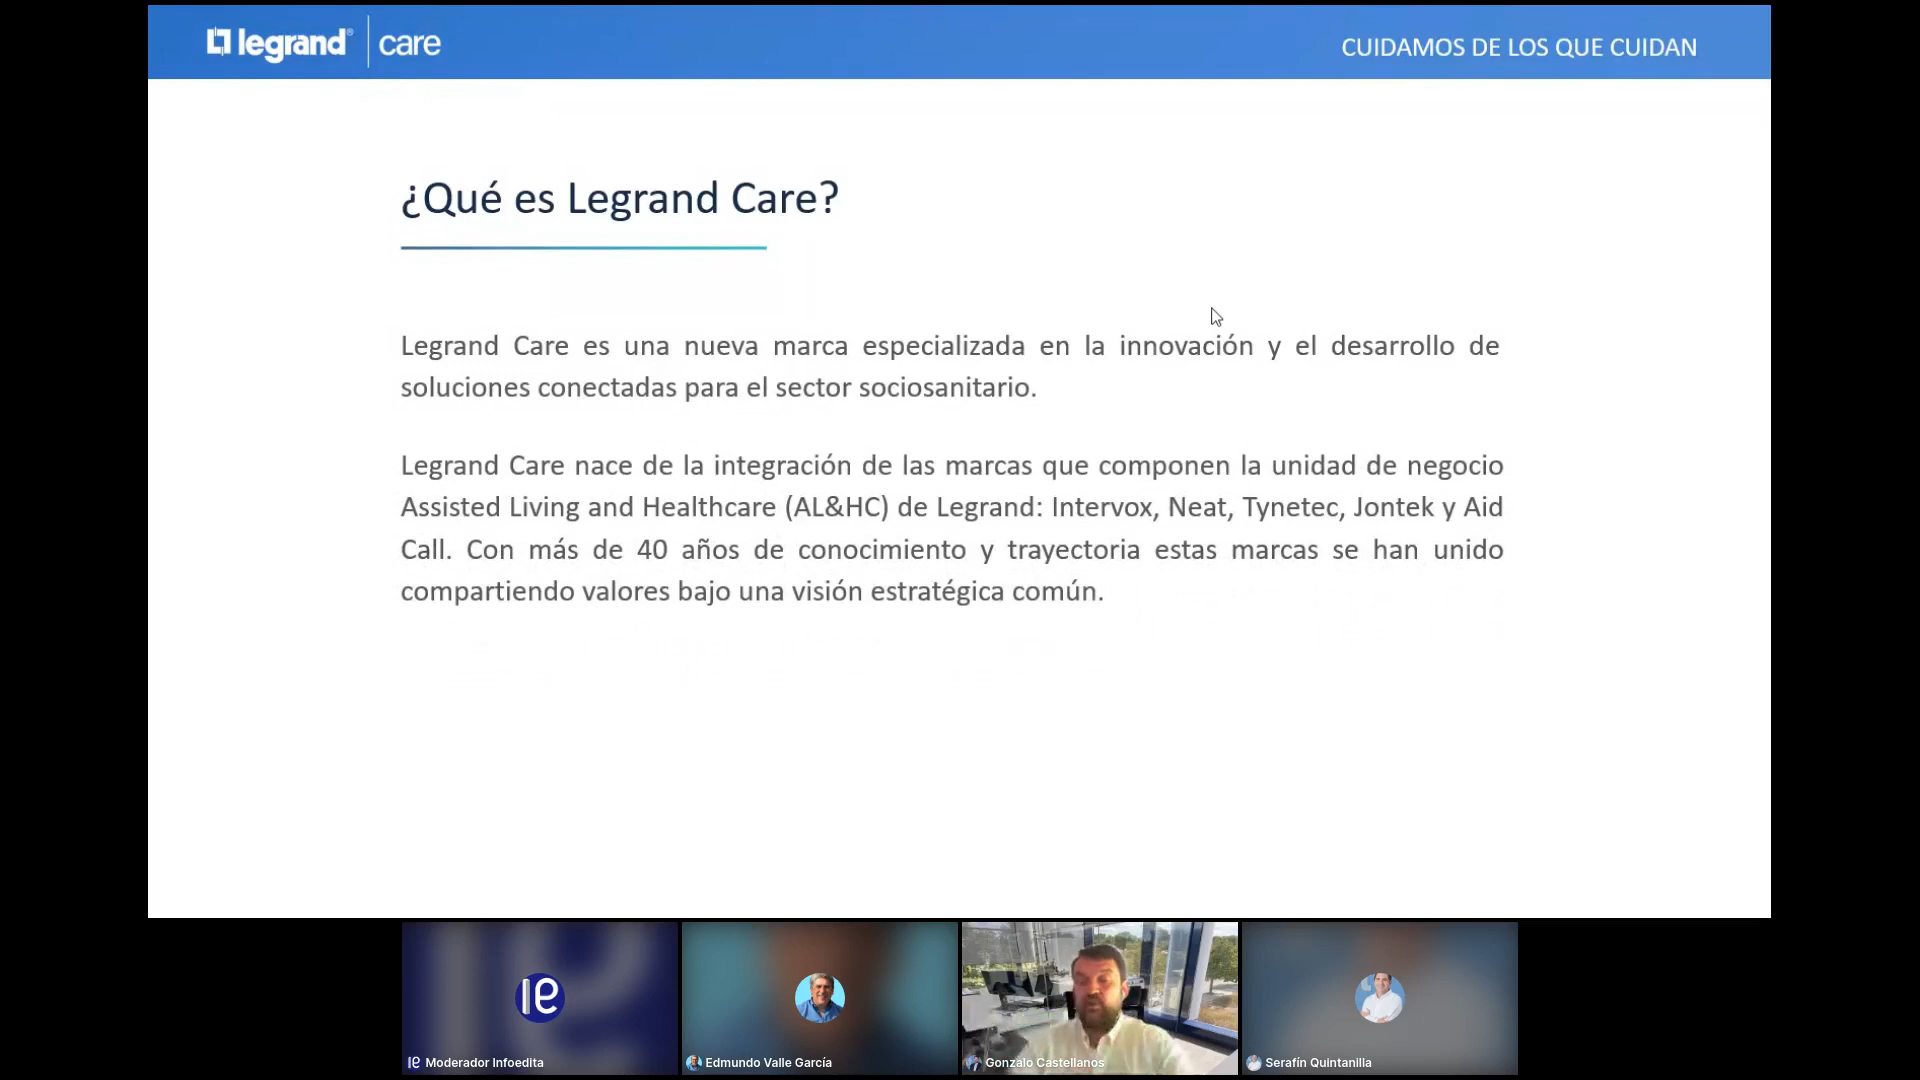 legrand® care
CUIDAMOS DE LOS QUE CUIDAN
¿Qué es Legrand Care?
Legrand Care es una nueva marca especializada en la innovación y el desarrollo de
soluciones conectadas para el sector sociosanitario.
Legrand Care nace de la integración de las marcas que componen la unidad de negocio
Assisted Living and Healthcare (AL&HC) de Legrand: Intervox, Neat, Tynetec, Jontek y Aid
Call. Con más de 40 años de conocimiento y trayectoria estas marcas se han unido
compartiendo valores bajo una visión estratégica común.
ie
ie Moderador Infoedita
Edmundo Valle García
Gonzalo Castellanos
Serafín Quintanilla